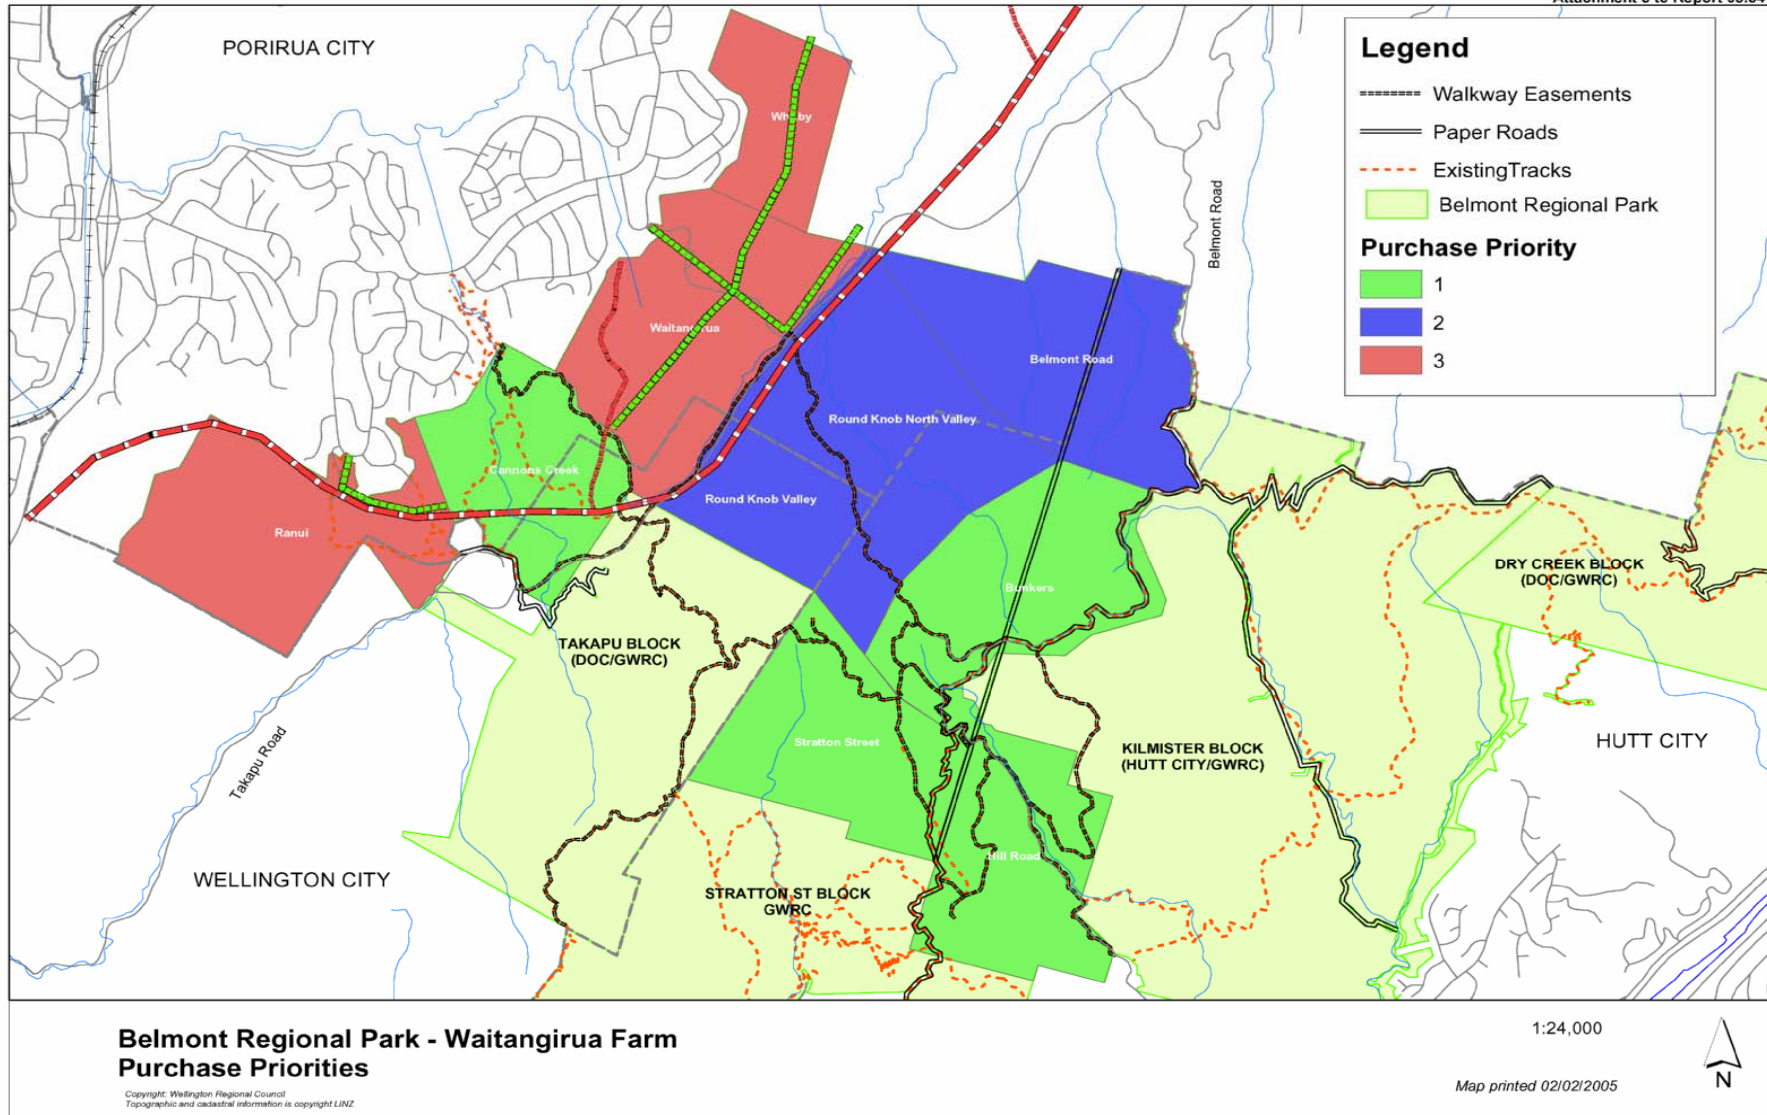 PORIRUA CITY
Legend
Walkway Easements
Paper Roads
ExistingTracks
Belmont Regional Park
Purchase Priority
1
2
3
Belmont Road
Waitangirua
Belmont Road
Round Knob North Valley
Cannons Creek
Round Knob Valley
Ranui
Bunkers
DRY CREEK BLOCK
(DOC/GWRC)
TAKAPU BLOCK
(DOC/GWRC)
Takapu Road
Stratton Street
KILMISTER BLOCK
(HUTT CITY/GWRC)
HUTT CITY
Hill Road
WELLINGTON CITY
STRATTON ST BLOCK
GWRC
Belmont Regional Park - Waitangirua Farm
Purchase Priorities
Copyright: Wellington Regional Council
Topographic and cadastral information is copyright LINZ
1:24,000
Map printed 02/02/2005
N